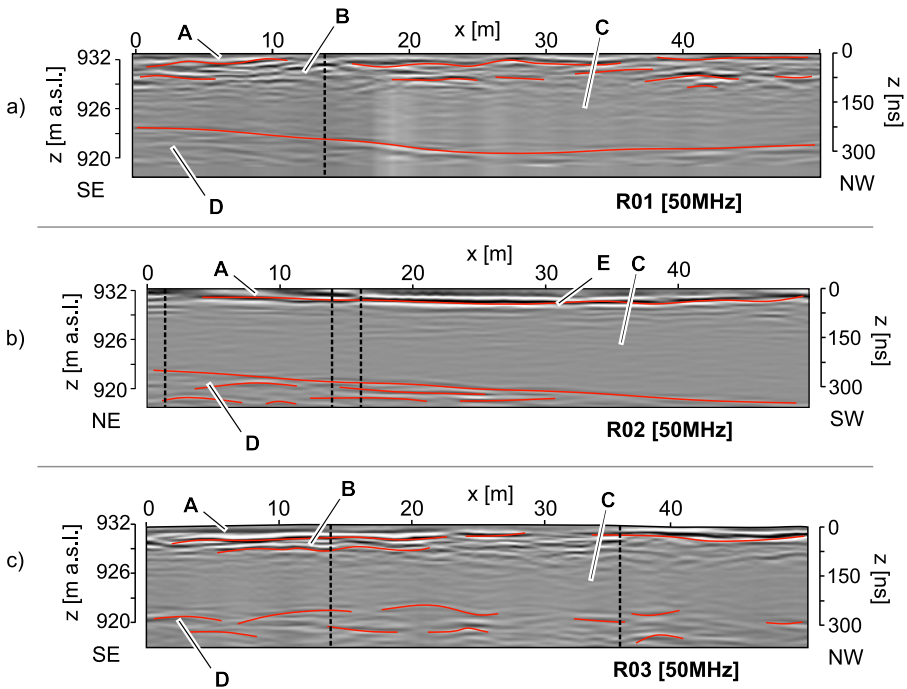 a)
A
B
x [m]
C
0 10 20 30 40
932
926
920
z [m a.s.l.]
0
150
300
z [ns]
SE
D
R01 [50MHz]
NW
b)
A
x [m]
E
C
0 10 20 30 40
932
926
920
z [m a.s.l.]
0
150
300
z [ns]
NE
D
R02 [50MHz]
SW
c)
A
B
x [m]
C
0 10 20 30 40
932
926
920
z [m a.s.l.]
0
150
300
z [ns]
SE
D
R03 [50MHz]
NW